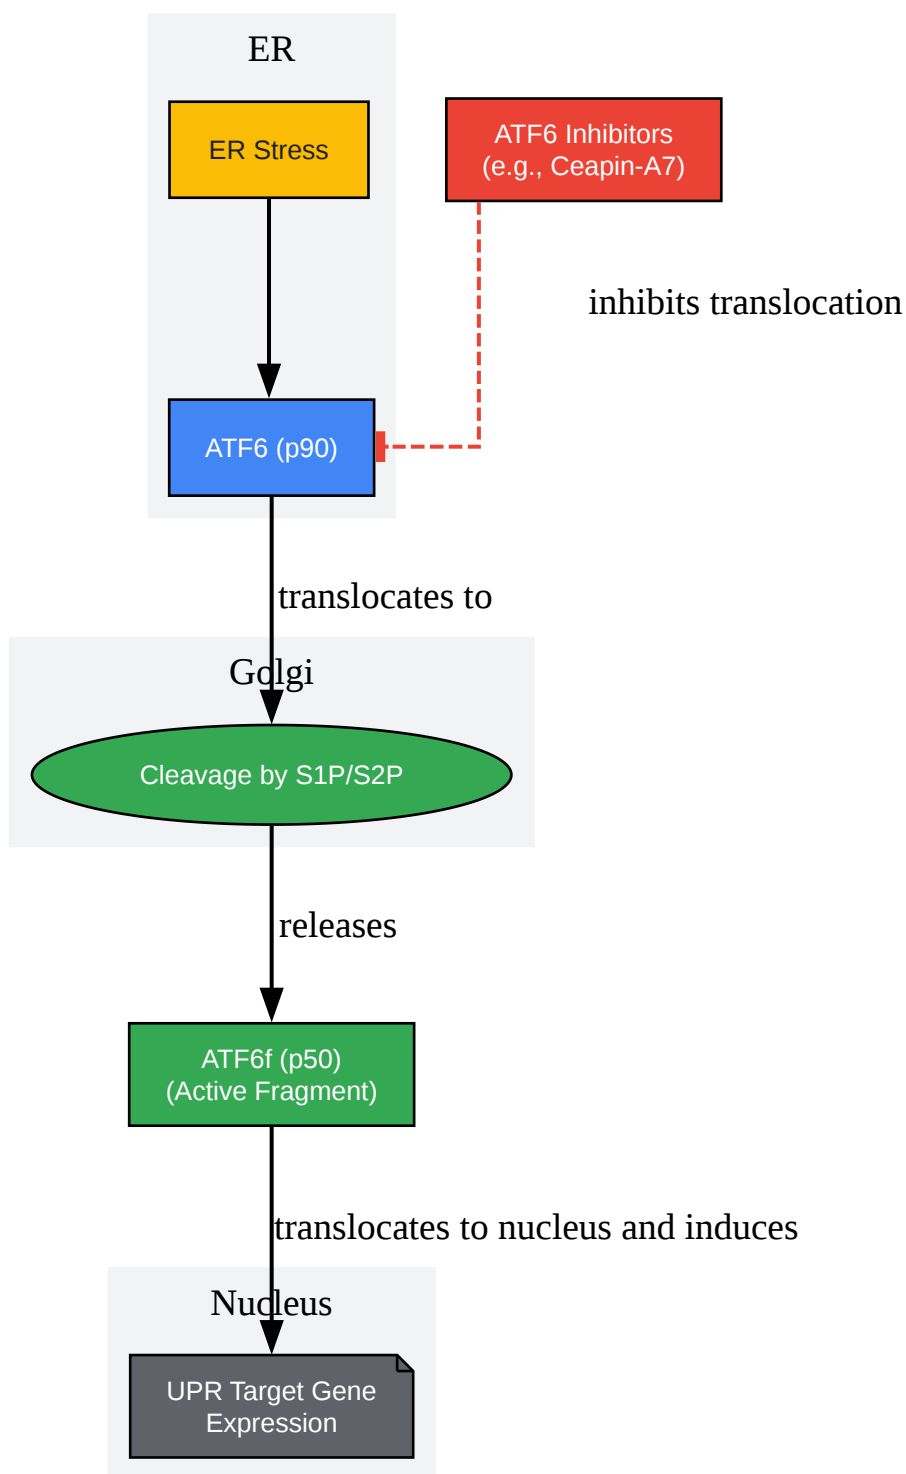 ER
ER Stress
ATF6 Inhibitors
(e.g., Ceapin-A7)
inhibits translocation
ATF6 (p90)
translocates to
Golgi
Cleavage by S1P/S2P
releases
ATF6f (p50)
(Active Fragment)
translocates to nucleus and induces
Nucleus
UPR Target Gene
Expression